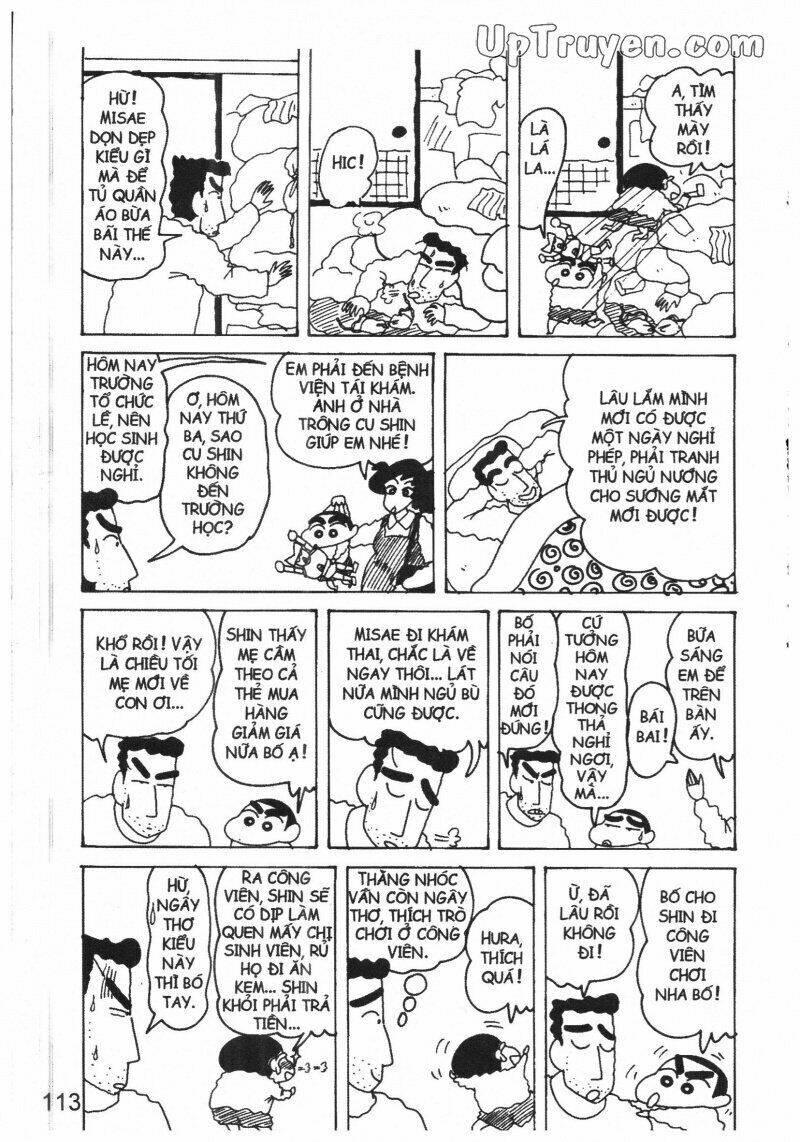 UpTruyen.com
A, TÌM
THẤY
MÀY
RỒI!
LÀ
LÁ
LA...
HIC!
HỪ!
MISAE
DỌN DẸP
KIỂU GÌ
MÀ ĐỂ
TỦ QUẦN
ÁO BỪA
BÃI THẾ
NÀY...
LÂU LẮM MÌNH
MỚI CÓ ĐƯỢC
MỘT NGÀY NGHỈ
PHÉP, PHẢI TRANH
THỦ NGỦ NƯỚNG
CHO SƯỚNG MẮT
MỚI ĐƯỢC!
EM PHẢI ĐẾN BỆNH
VIỆN TÁI KHÁM.
ANH Ở NHÀ
TRÔNG CU SHIN
GIÚP EM NHÉ!
Ơ, HÔM
NAY THỨ
BA, SAO
CU SHIN
KHÔNG
ĐẾN
TRƯỜNG
HỌC?
HÔM NAY
TRƯỜNG
TỔ CHỨC
LỄ, NÊN
HỌC SINH
ĐƯỢC
NGHỈ.
BỮA
SÁNG
EM ĐỂ
TRÊN
BÀN
ẤY.
BÁI
BAI!
CỨ
TƯỞNG
HÔM
NAY
ĐƯỢC
THONG
THẢ
NGHỈ
NGƠI,
VẬY
MÀ...
BỐ
PHẢI
NÓI
CÂU
ĐÓ
MỚI
ĐÚNG!
MISAE ĐI KHÁM
THAI, CHẮC LÀ VỀ
NGAY THÔI... LÁT
NỮA MÌNH NGỦ BÙ
CŨNG ĐƯỢC.
SHIN THẤY
MẸ CẦM
THEO CẢ
THẺ MUA
HÀNG
GIẢM GIÁ
NỮA BỐ Ạ!
KHỔ RỒI! VẬY
LÀ CHIỀU TỐI
MẸ MỚI VỀ
CON ƠI...
BỐ CHO
SHIN ĐI
CÔNG
VIÊN
CHƠI
NHA BỐ!
Ừ, ĐÃ
LÂU RỒI
KHÔNG
ĐI!
HURA,
THÍCH
QUÁ!
THẰNG NHÓC
VẪN CÒN NGÂY
THƠ, THÍCH TRÒ
CHƠI Ở CÔNG
VIÊN.
RA CÔNG
VIÊN, SHIN SẼ
CÓ DỊP LÀM
QUEN MẤY CHỊ
SINH VIÊN, RỦ
HỌ ĐI ĂN
KEM... SHIN
KHỎI PHẢI TRẢ
TIỀN...
HỪ,
NGÂY
THƠ
KIỂU
NÀY
THÌ BÓ
TAY.
113